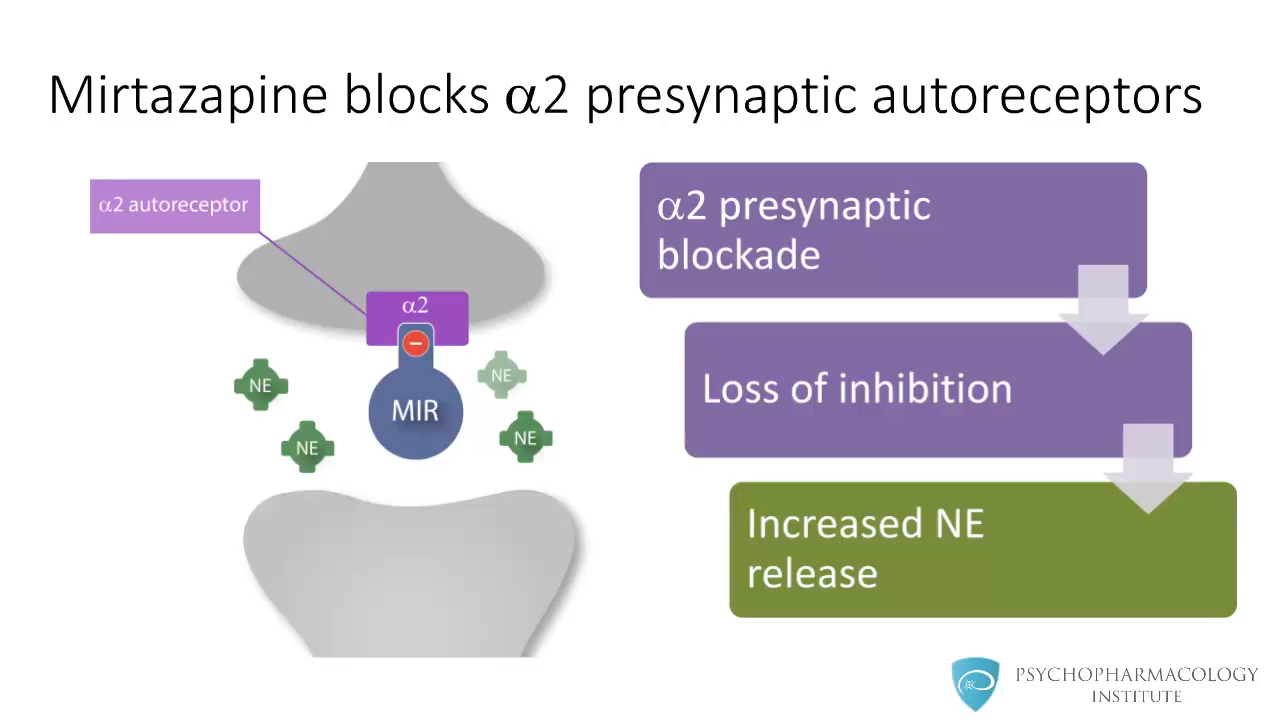 Mirtazapine blocks α2 presynaptic autoreceptors
α2 autoreceptor
α2
NE
NE
MIR
NE
NE
α2 presynaptic
blockade
Loss of inhibition
Increased NE
release
PSYCHOPHARMACOLOGY
INSTITUTE